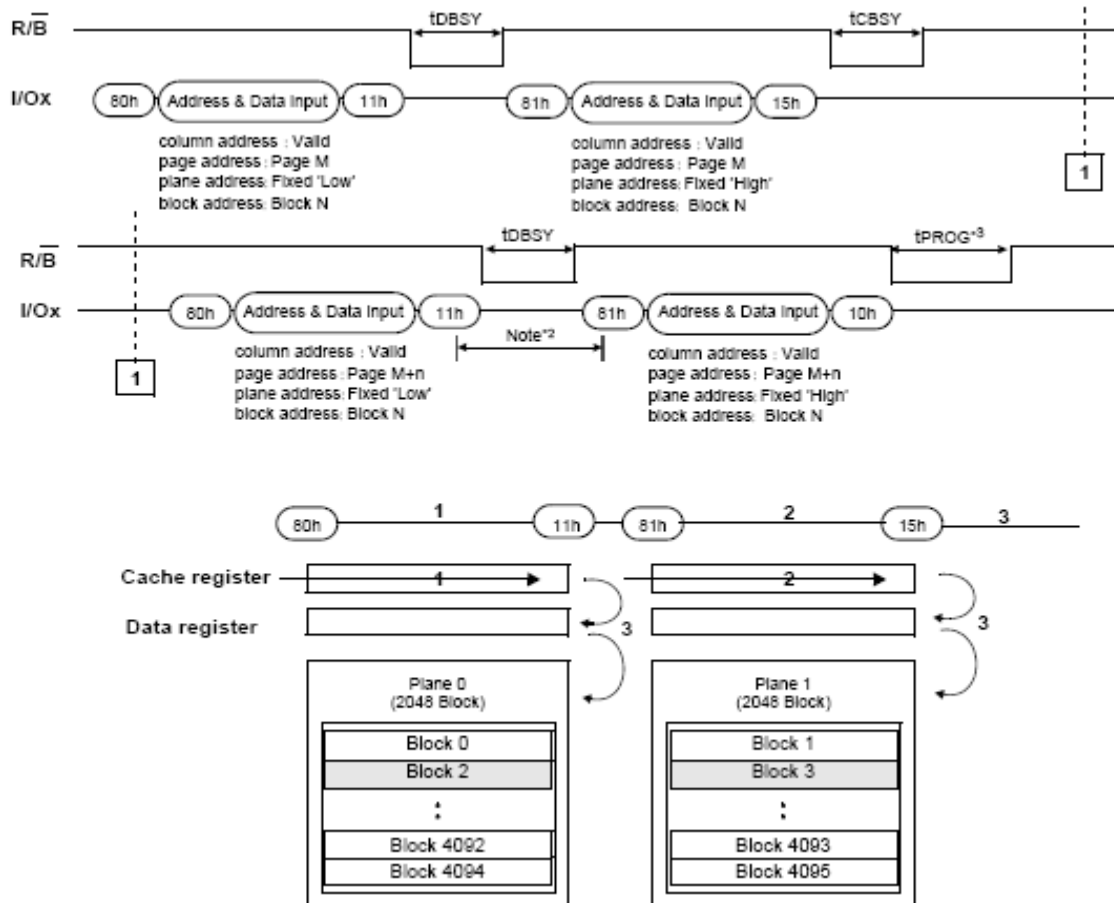 tDBSY tCBSY 1
R/B
I/Ox 80h Address & Data Input 11h 81h Address & Data Input 15h
column address : Valid
page address : Page M
plane address: Fixed 'Low'
block address: Block N
column address : Valid
page address : Page M
plane address: Fixed 'High'
block address: Block N
1
tDBSY tPROG*3
R/B
I/Ox 80h Address & Data Input 11h 81h Address & Data Input 10h
Note*2
1
column address : Valid
page address : Page M+n
plane address: Fixed 'Low'
block address: Block N
column address : Valid
page address : Page M+n
plane address: Fixed 'High'
block address: Block N
80h 1 11h 81h 2 15h 3
Cache register 1 2
Data register 3 3
Plane 0
(2048 Block)
Block 0
Block 2
:
Block 4092
Block 4094
Plane 1
(2048 Block)
Block 1
Block 3
:
Block 4093
Block 4095